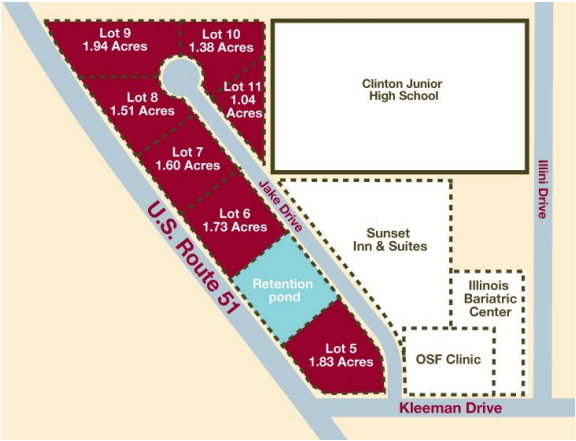 Lot 9
1.94 Acres
Lot 10
1.38 Acres
Lot 11
1.04
Acres
Lot 8
1.51 Acres
Lot 7
1.60 Acres
Lot 6
1.73 Acres
Retention
pond
Lot 5
1.83 Acres
Clinton Junior
High School
Jake Drive
U.S. Route 51
Sunset
Inn & Suites
Illinois
Bariatric
Center
OSF Clinic
Illini Drive
Kleeman Drive